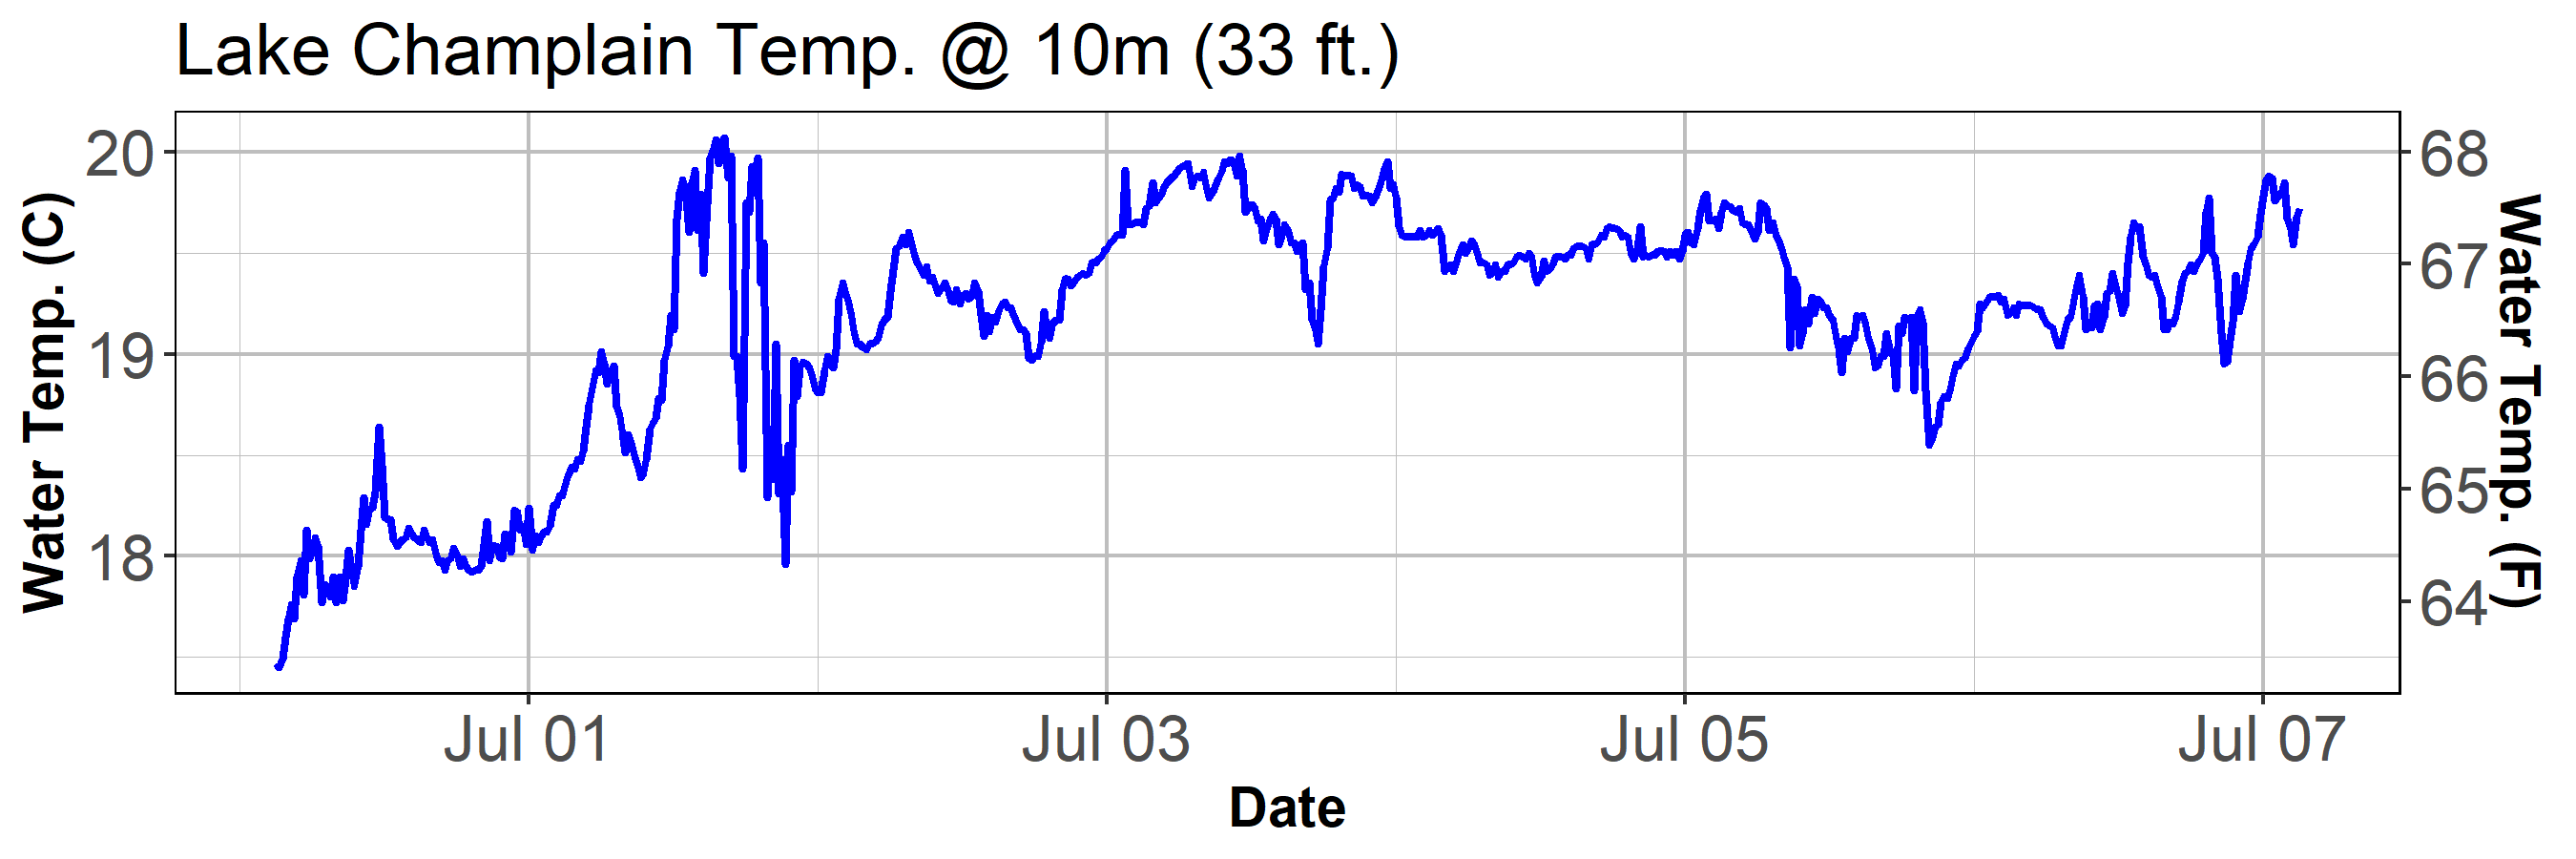 Lake Champlain Temp. @ 10m (33 ft.)
Water Temp. (C)
20
19
18
68
67
66
65
64
Water Temp. (F)
Jul 01
Jul 03
Jul 05
Jul 07
Date